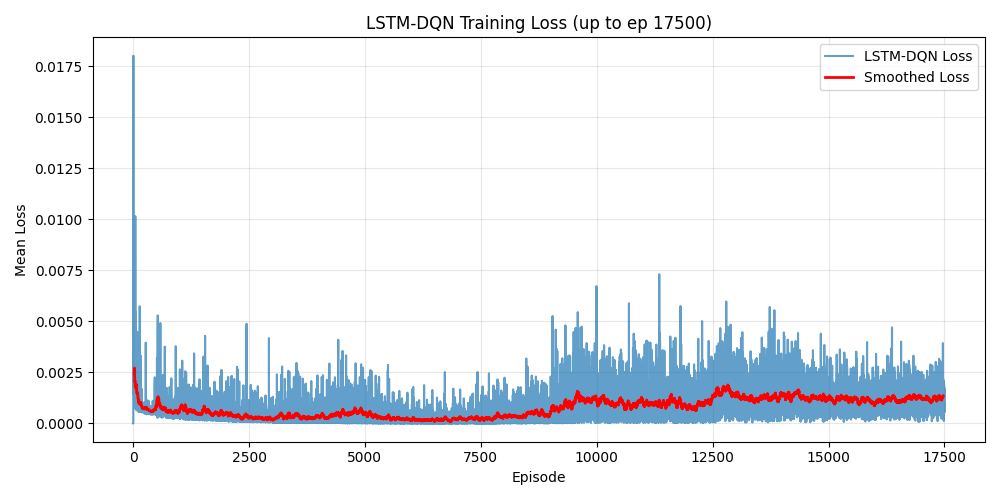 LSTM-DQN Training Loss (up to ep 17500)
LSTM-DQN Loss
Smoothed Loss
Mean Loss
0.0175
0.0150
0.0125
0.0100
0.0075
0.0050
0.0025
0.0000
0 2500 5000 7500 10000 12500 15000 17500
Episode